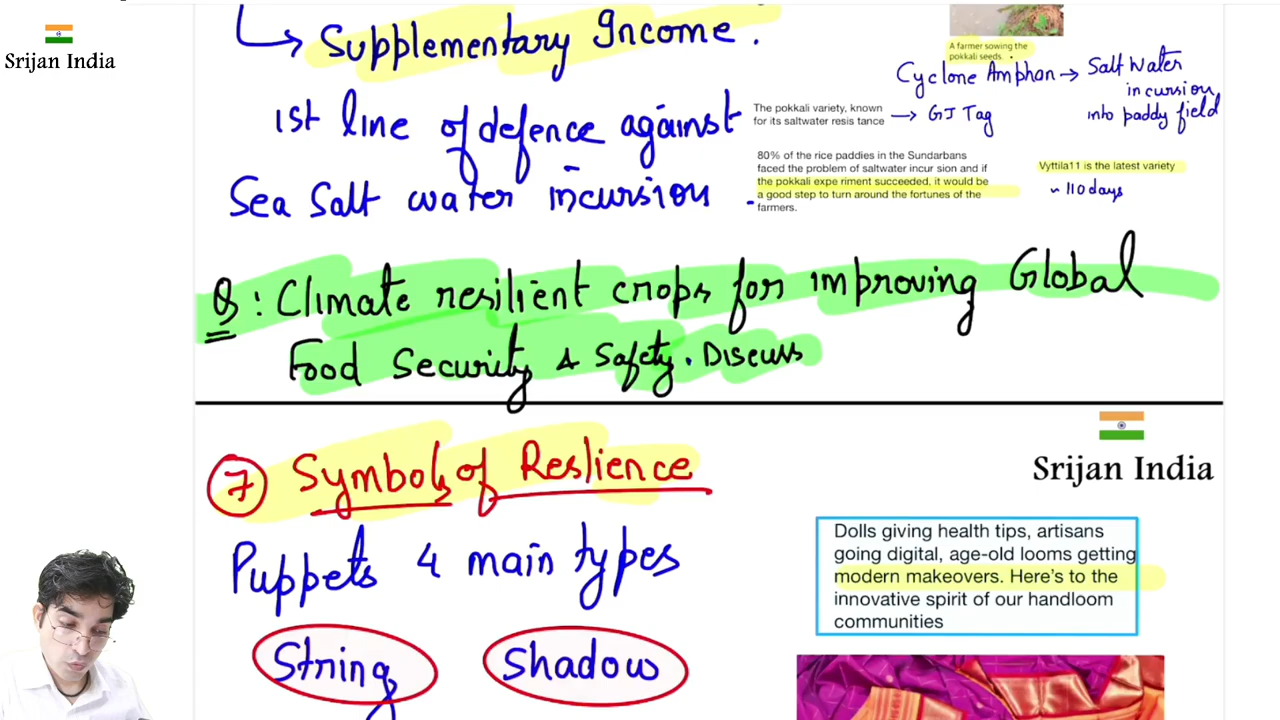 Srijan India
Supplementary Income.
1st line of defence against
Sea Salt water incursion.
A farmer sowing the
pokkali seeds.
Cyclone Amphan → Salt Water
incursion
into paddy field
The pokkali variety, known
for its saltwater resis tance → GI Tag
80% of the rice paddies in the Sundarbans
faced the problem of saltwater incur sion and if
the pokkali expe riment succeeded, it would be
a good step to turn around the fortunes of the
farmers.
Vyttila11 is the latest variety
~ 110 days
Q : Climate resilient crops for improving Global
Food Security & Safety. Discuss
Srijan India
7 Symbols of Reslience
Puppets 4 main types
String Shadow
Dolls giving health tips, artisans
going digital, age-old looms getting
modern makeovers. Here's to the
innovative spirit of our handloom
communities